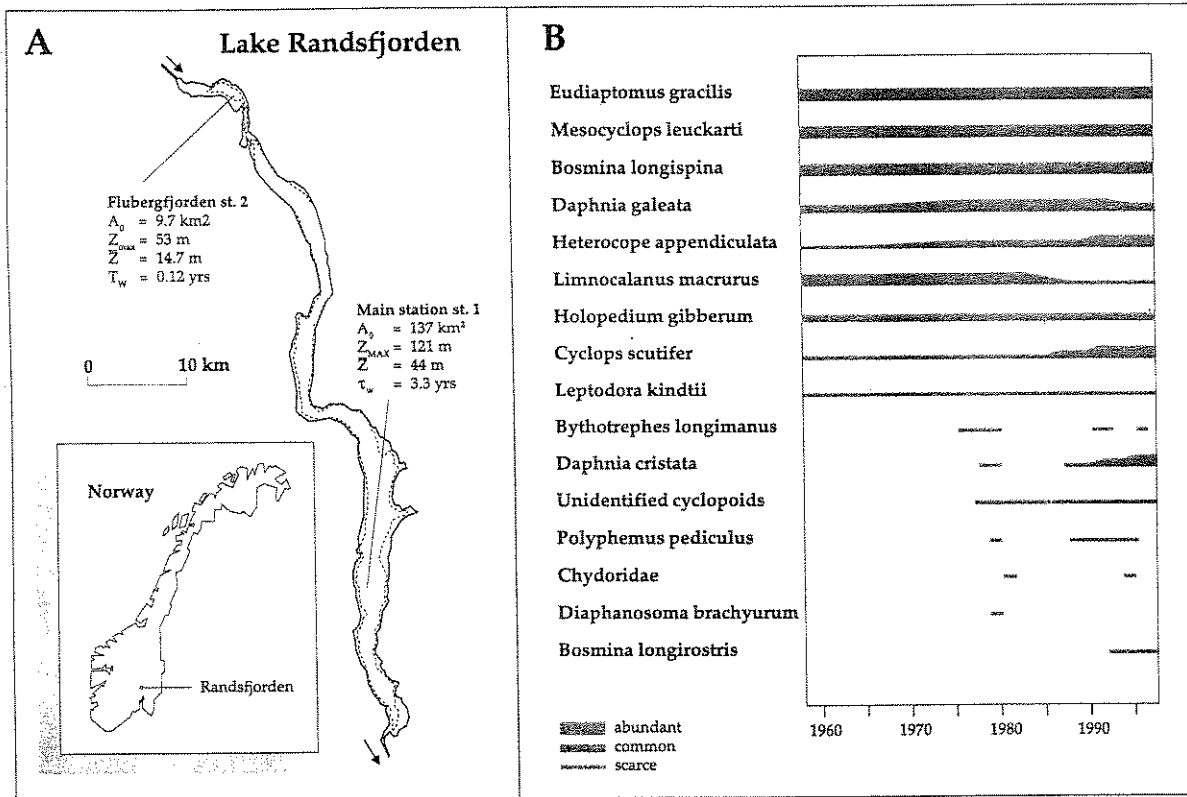 A
Lake Randsfjorden
Flubergfjorden st. 2
A₀ = 9.7 km2
Zmax = 53 m
Z̄ = 14.7 m
Tw = 0.12 yrs
Main station st. 1
A₀ = 137 km²
ZMAX = 121 m
Z̄ = 44 m
τw = 3.3 yrs
0 10 km
Norway
Randsfjorden
B
Eudiaptomus gracilis
Mesocyclops leuckarti
Bosmina longispina
Daphnia galeata
Heterocope appendiculata
Limnocalanus macrurus
Holopedium gibberum
Cyclops scutifer
Leptodora kindtii
Bythotrephes longimanus
Daphnia cristata
Unidentified cyclopoids
Polyphemus pediculus
Chydoridae
Diaphanosoma brachyurum
Bosmina longirostris
1960 1970 1980 1990
abundant
common
scarce